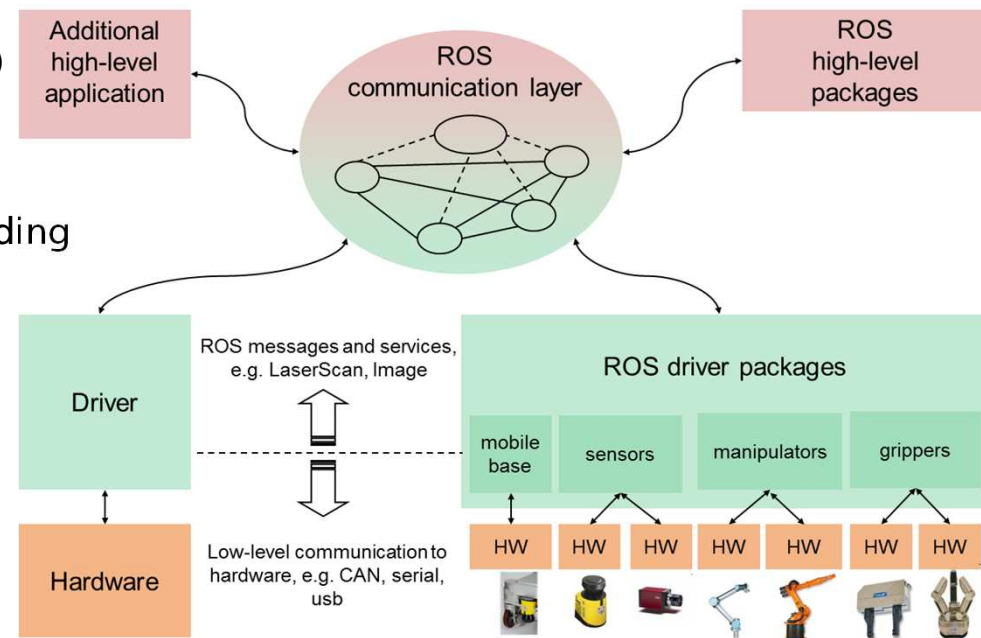 )
Additional
high-level
application
ROS
communication layer
ROS
high-level
packages
ding
Driver
ROS messages and services,
e.g. LaserScan, Image
ROS driver packages
mobile
base
sensors
manipulators
grippers
Hardware
Low-level communication to
hardware, e.g. CAN, serial,
usb
HW
HW
HW
HW
HW
HW
HW